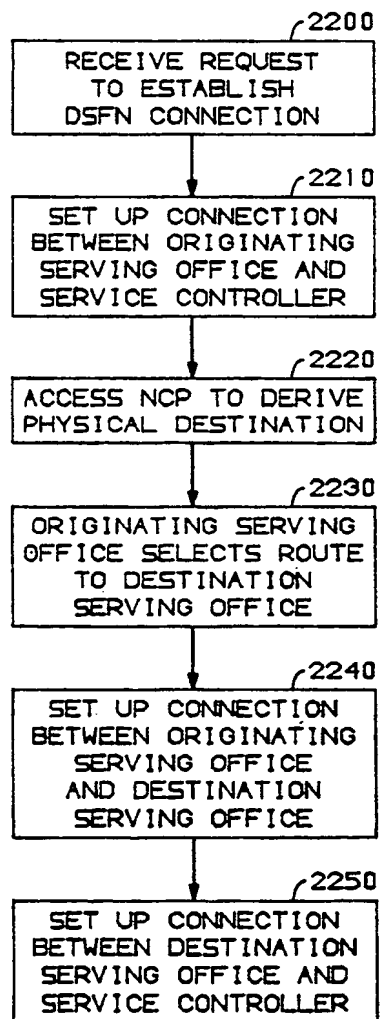 2200
RECEIVE REQUEST
TO ESTABLISH
DSFN CONNECTION
2210
SET UP CONNECTION
BETWEEN ORIGINATING
SERVING OFFICE AND
SERVICE CONTROLLER
2220
ACCESS NCP TO DERIVE
PHYSICAL DESTINATION
2230
ORIGINATING SERVING
OFFICE SELECTS ROUTE
TO DESTINATION
SERVING OFFICE
2240
SET UP CONNECTION
BETWEEN ORIGINATING
SERVING OFFICE
AND DESTINATION
SERVING OFFICE
2250
SET UP CONNECTION
BETWEEN DESTINATION
SERVING OFFICE AND
SERVICE CONTROLLER